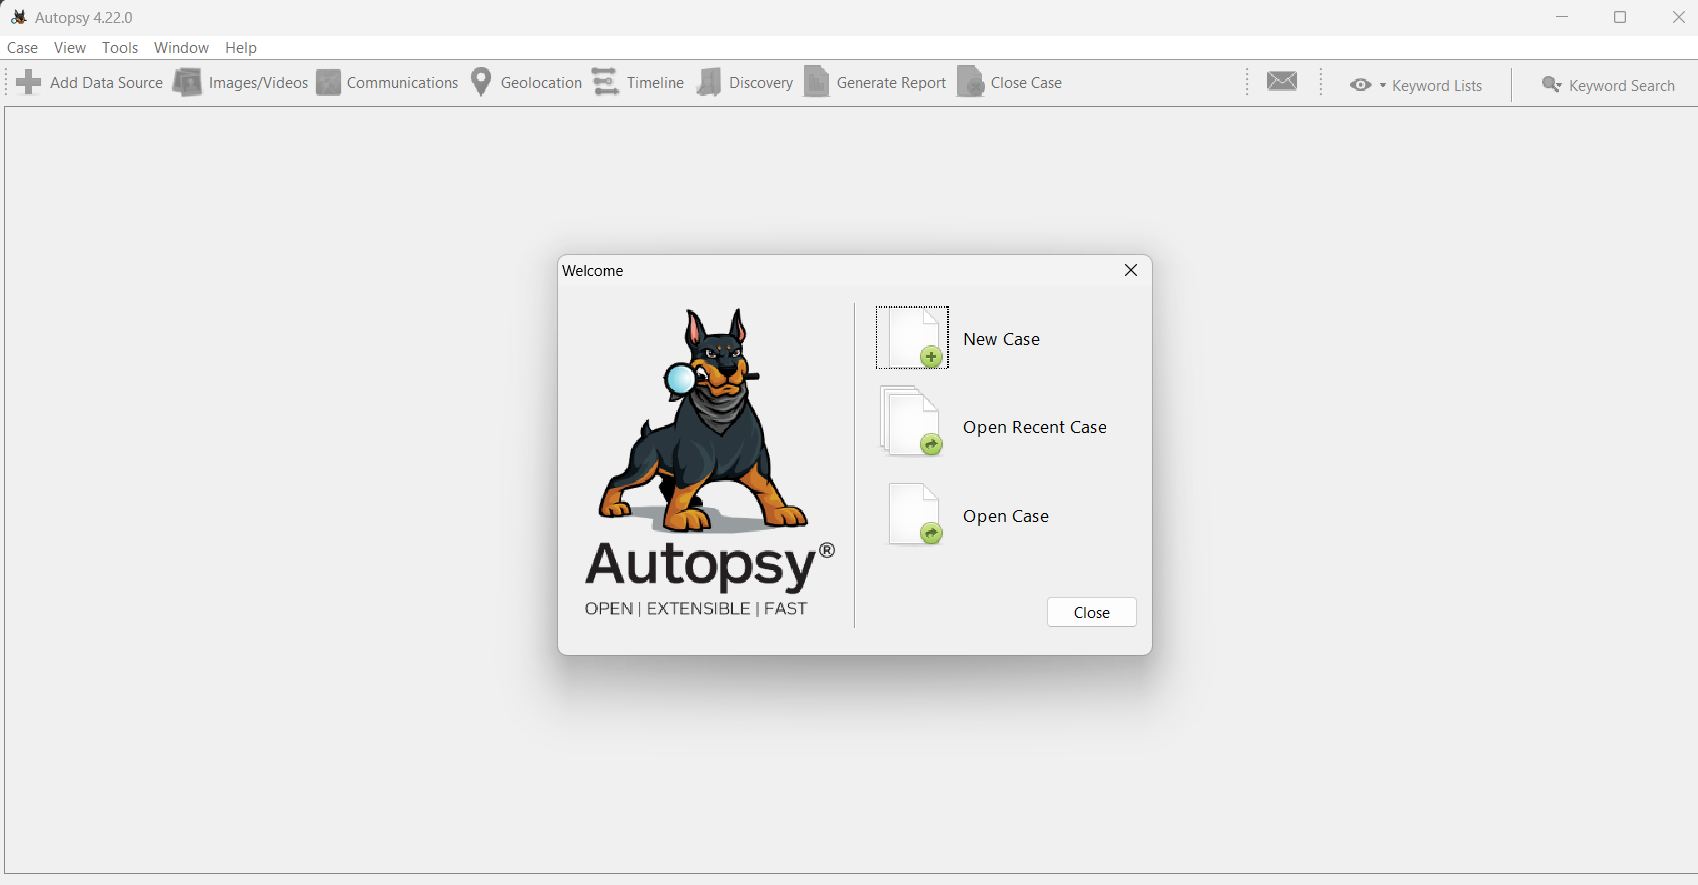 Autopsy 4.22.0
Case View Tools Window Help
Add Data Source Images/Videos Communications Geolocation Timeline Discovery Generate Report Close Case Keyword Lists Keyword Search
Welcome
New Case
Open Recent Case
Open Case
Autopsy®
OPEN | EXTENSIBLE | FAST
Close